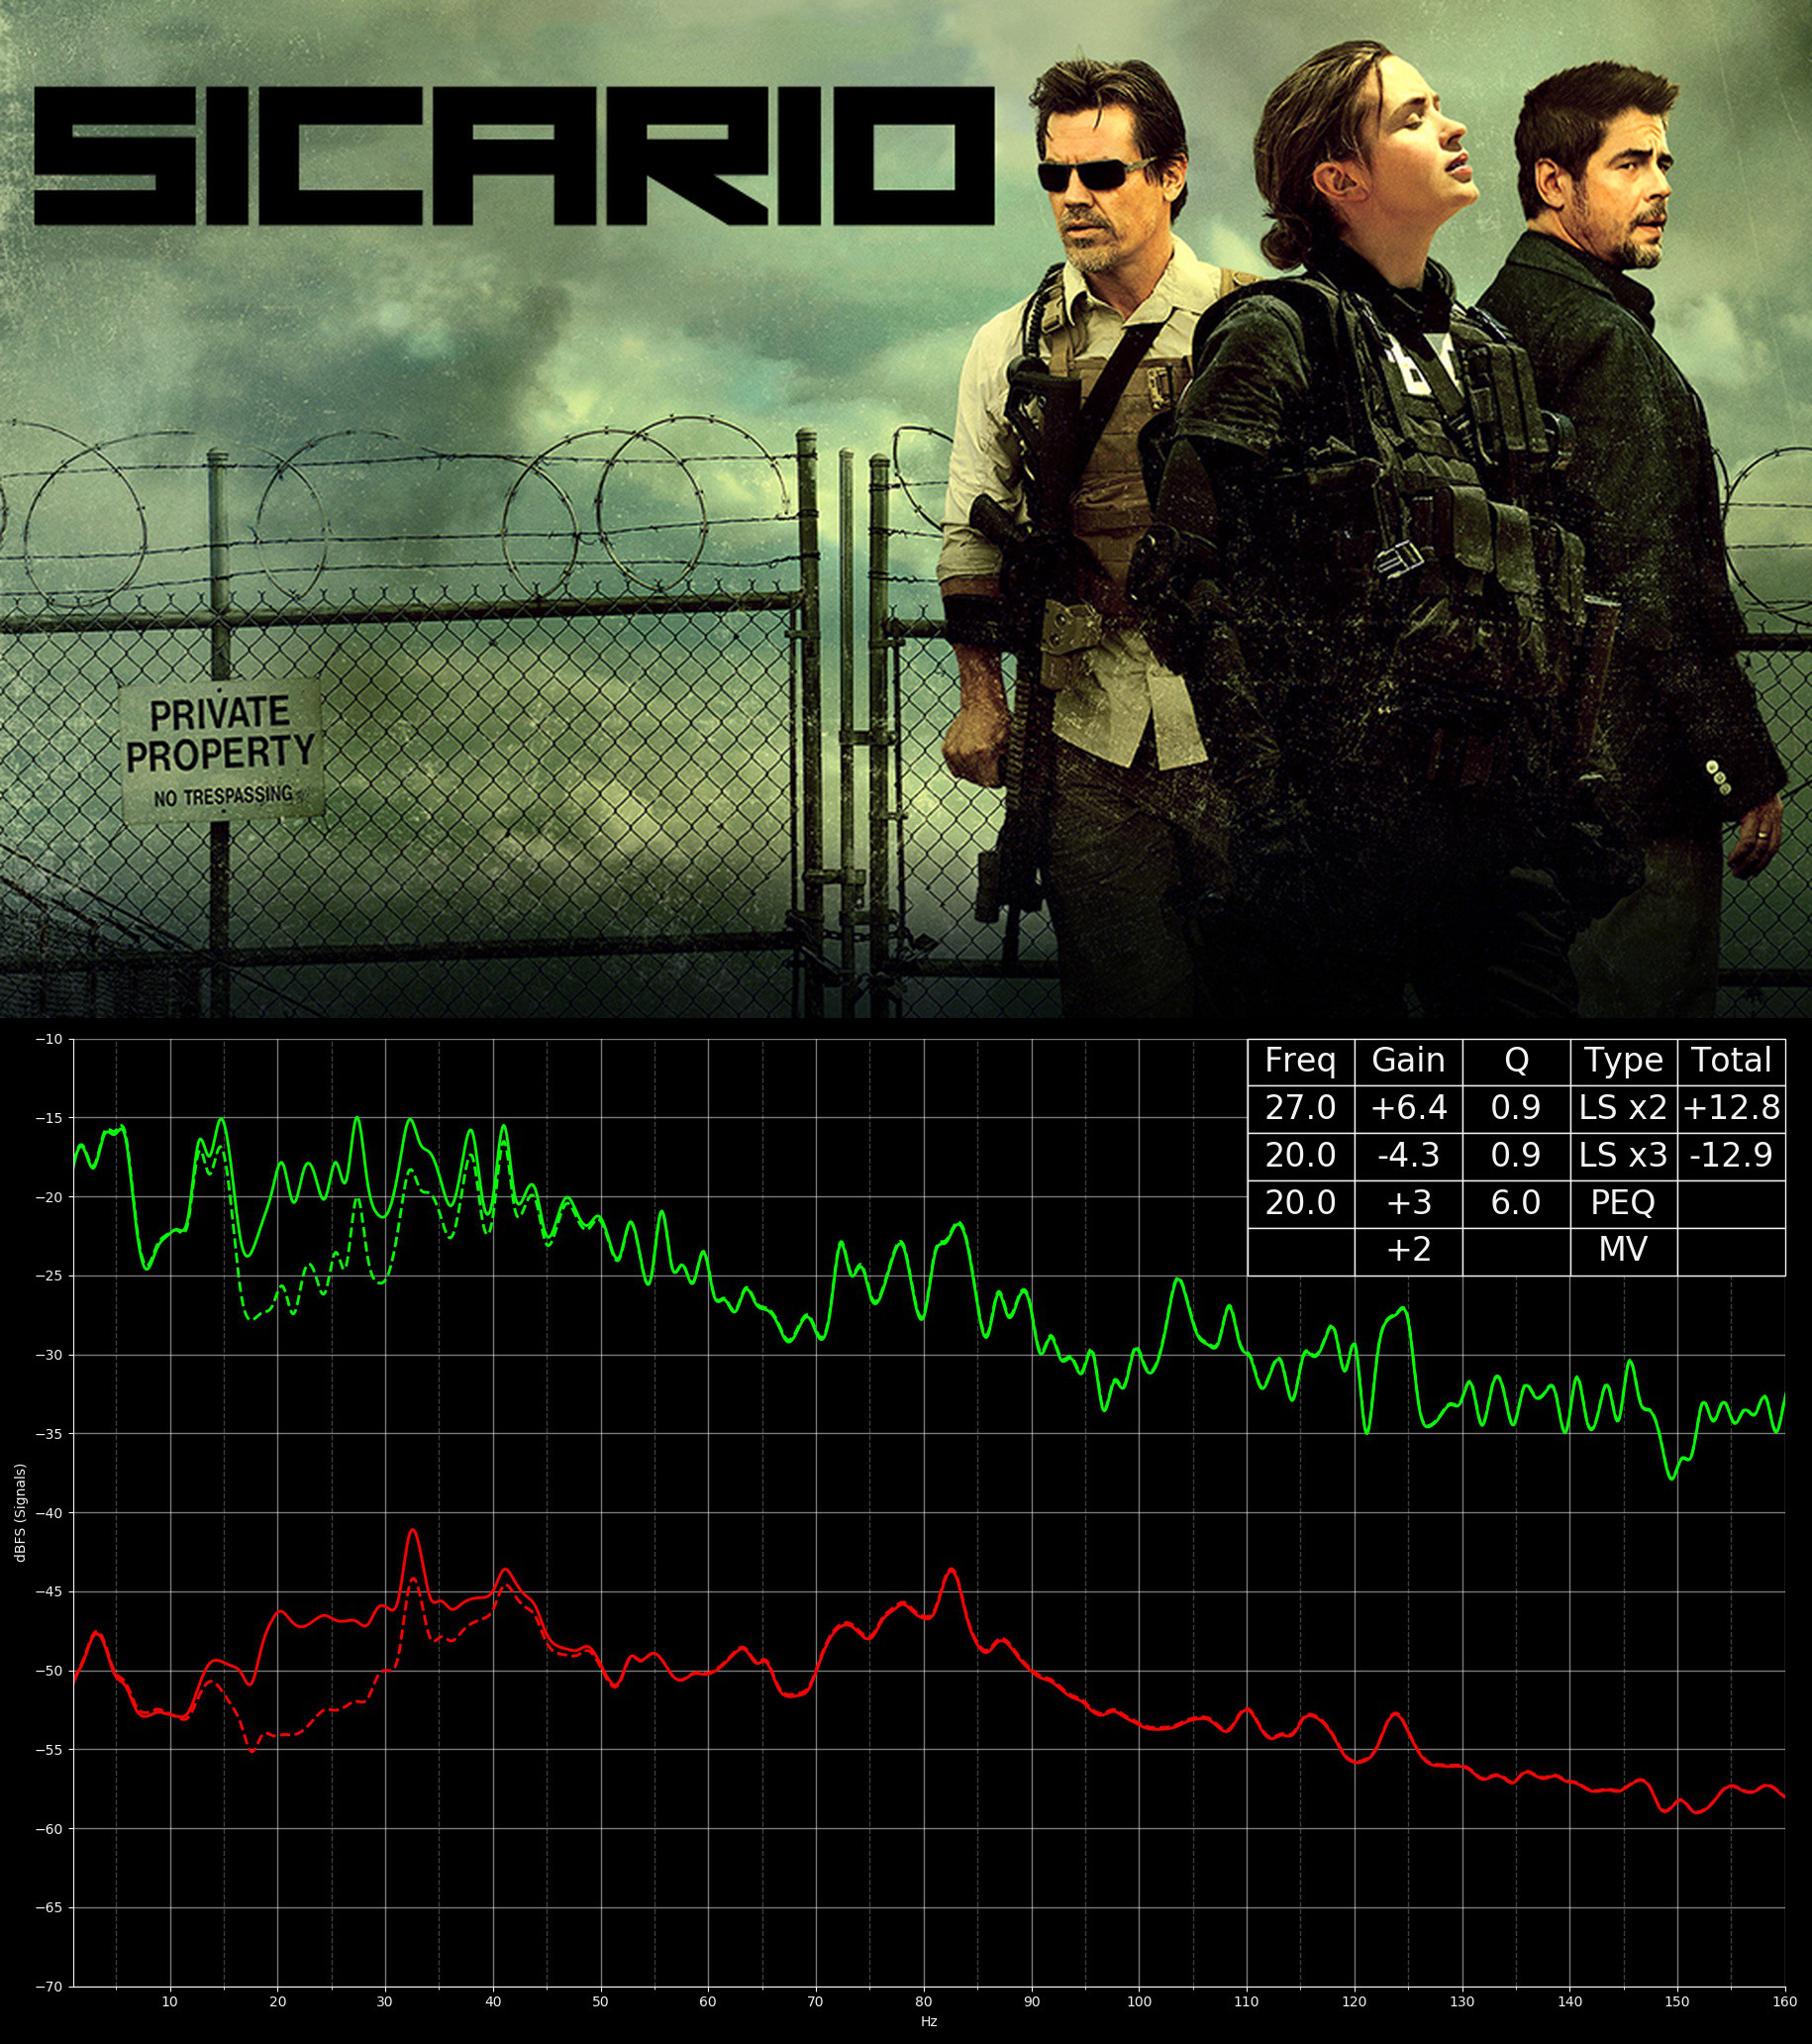 SICARIO
PRIVATE
PROPERTY
NO TRESPASSING
Freq Gain Q Type Total
27.0 +6.4 0.9 LS x2 +12.8
20.0 -4.3 0.9 LS x3 -12.9
20.0 +3 6.0 PEQ
+2 MV
−10
−15
−20
−25
−30
−35
−40
−45
−50
−55
−60
−65
−70
dBFS (Signals)
10 20 30 40 50 60 70 80 90 100 110 120 130 140 150 160
Hz